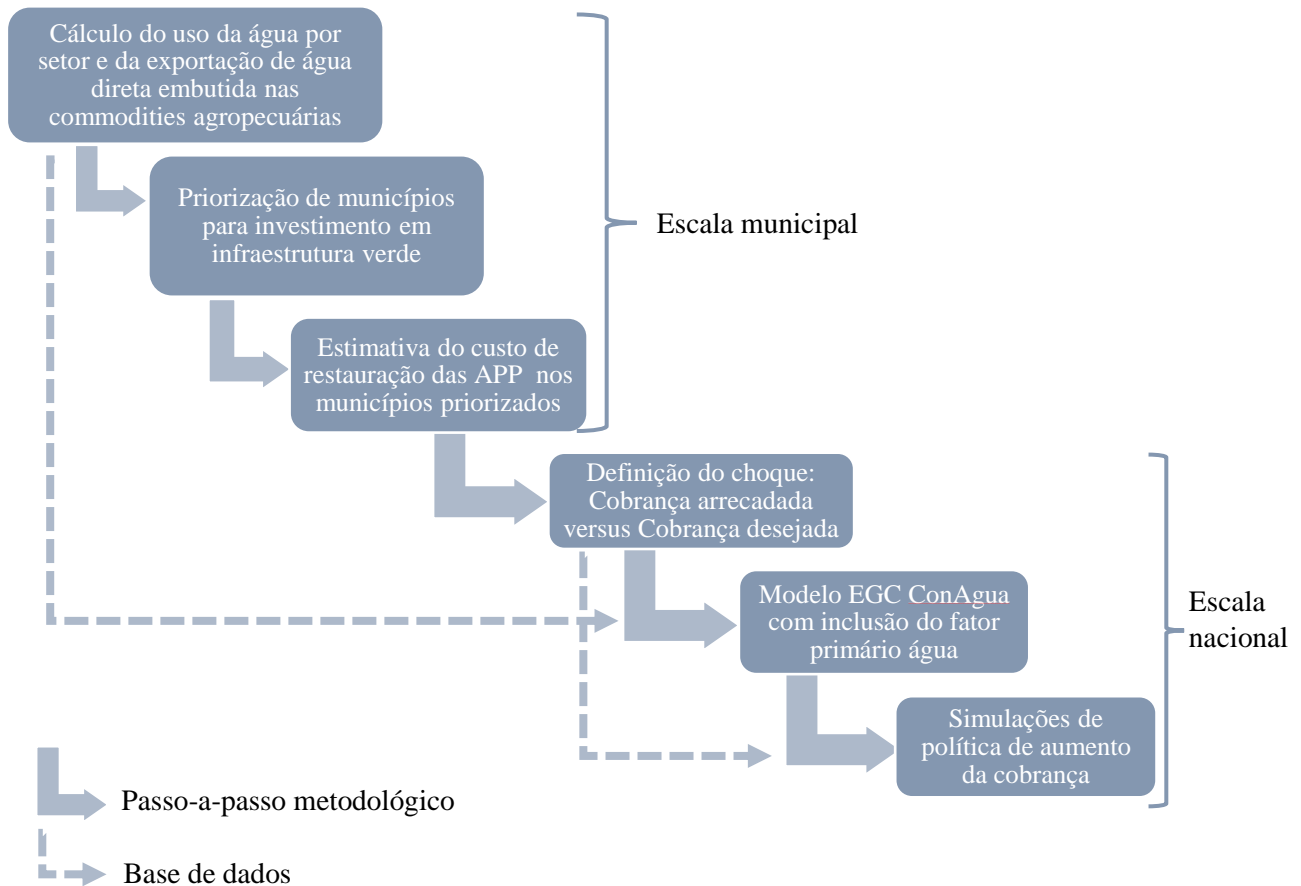 Cálculo do uso da água por
setor e da exportação de água
direta embutida nas
commodities agropecuárias
Priorização de municípios
para investimento em
infraestrutura verde
Escala municipal
Estimativa do custo de
restauração das APP nos
municípios priorizados
Definição do choque:
Cobrança arrecadada
versus Cobrança desejada
Modelo EGC ConAgua
com inclusão do fator
primário água
Escala
nacional
Simulações de
política de aumento
da cobrança
Passo-a-passo metodológico
Base de dados